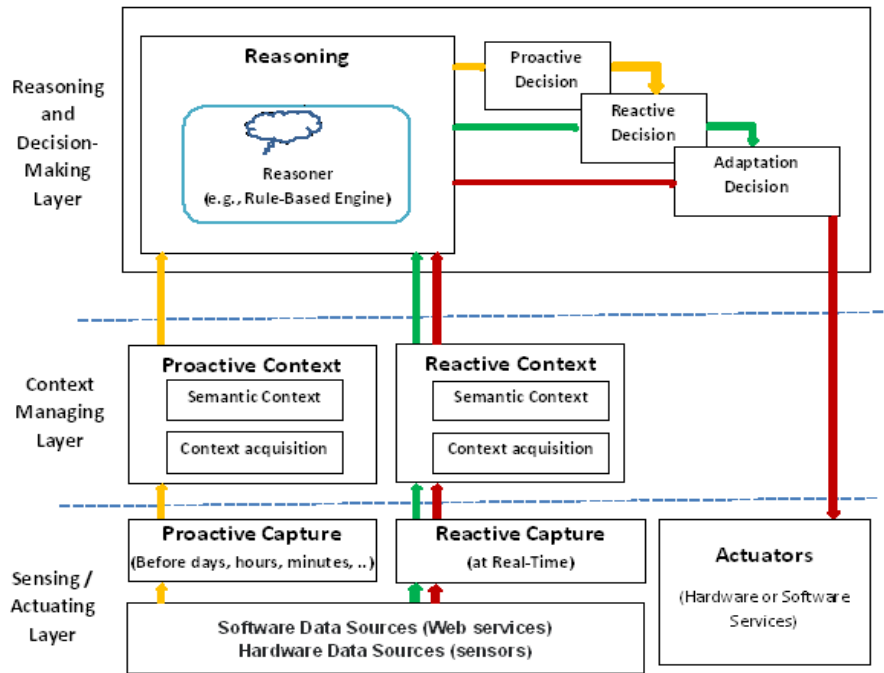 Reasoning
and
Decision-
Making
Layer
Reasoning
Reasoner
(e.g., Rule-Based Engine)
Proactive
Decision
Reactive
Decision
Adaptation
Decision
Context
Managing
Layer
Proactive Context
Semantic Context
Context acquisition
Reactive Context
Semantic Context
Context acquisition
Sensing /
Actuating
Layer
Proactive Capture
(Before days, hours, minutes, ..)
Reactive Capture
(at Real-Time)
Software Data Sources (Web services)
Hardware Data Sources (sensors)
Actuators
(Hardware or Software
Services)